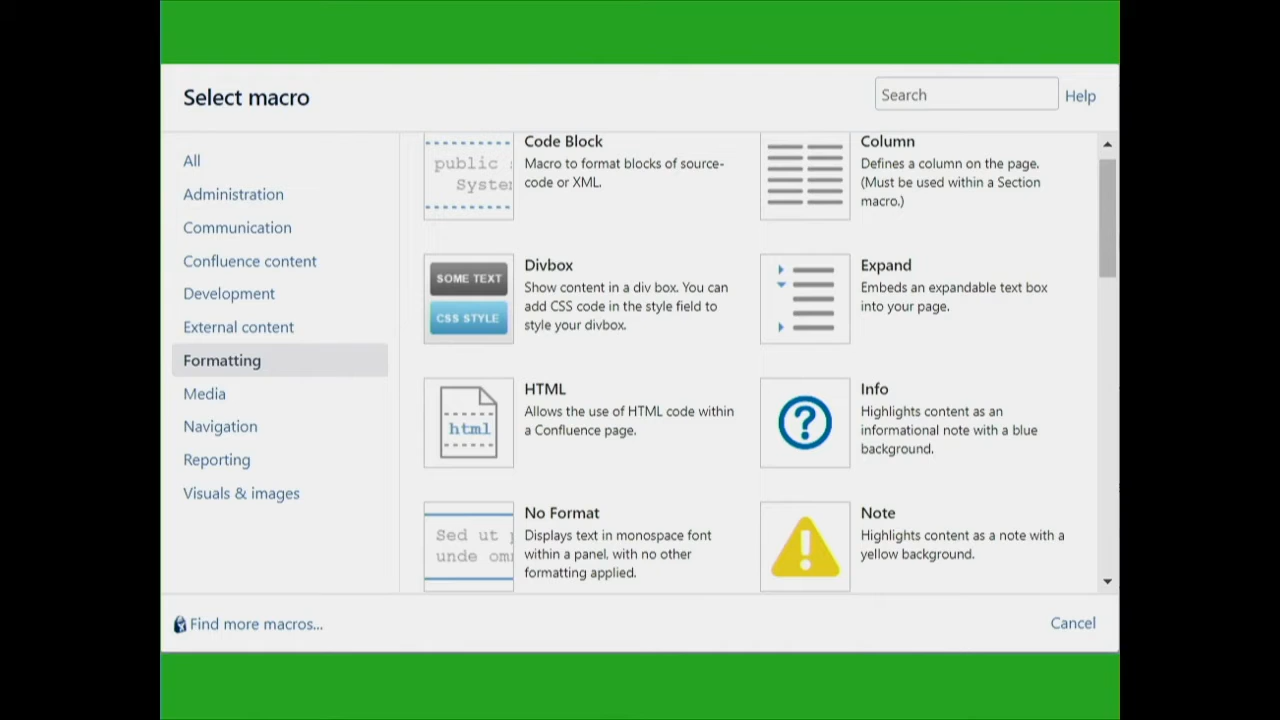 Select macro
Search
Help
All
Administration
Communication
Confluence content
Development
External content
Formatting
Media
Navigation
Reporting
Visuals & images
public s
System
Code Block
Macro to format blocks of source-
code or XML.
Column
Defines a column on the page.
(Must be used within a Section
macro.)
SOME TEXT
CSS STYLE
Divbox
Show content in a div box. You can
add CSS code in the style field to
style your divbox.
Expand
Embeds an expandable text box
into your page.
html
HTML
Allows the use of HTML code within
a Confluence page.
Info
Highlights content as an
informational note with a blue
background.
Sed ut p
unde omn
No Format
Displays text in monospace font
within a panel, with no other
formatting applied.
Note
Highlights content as a note with a
yellow background.
Find more macros...
Cancel